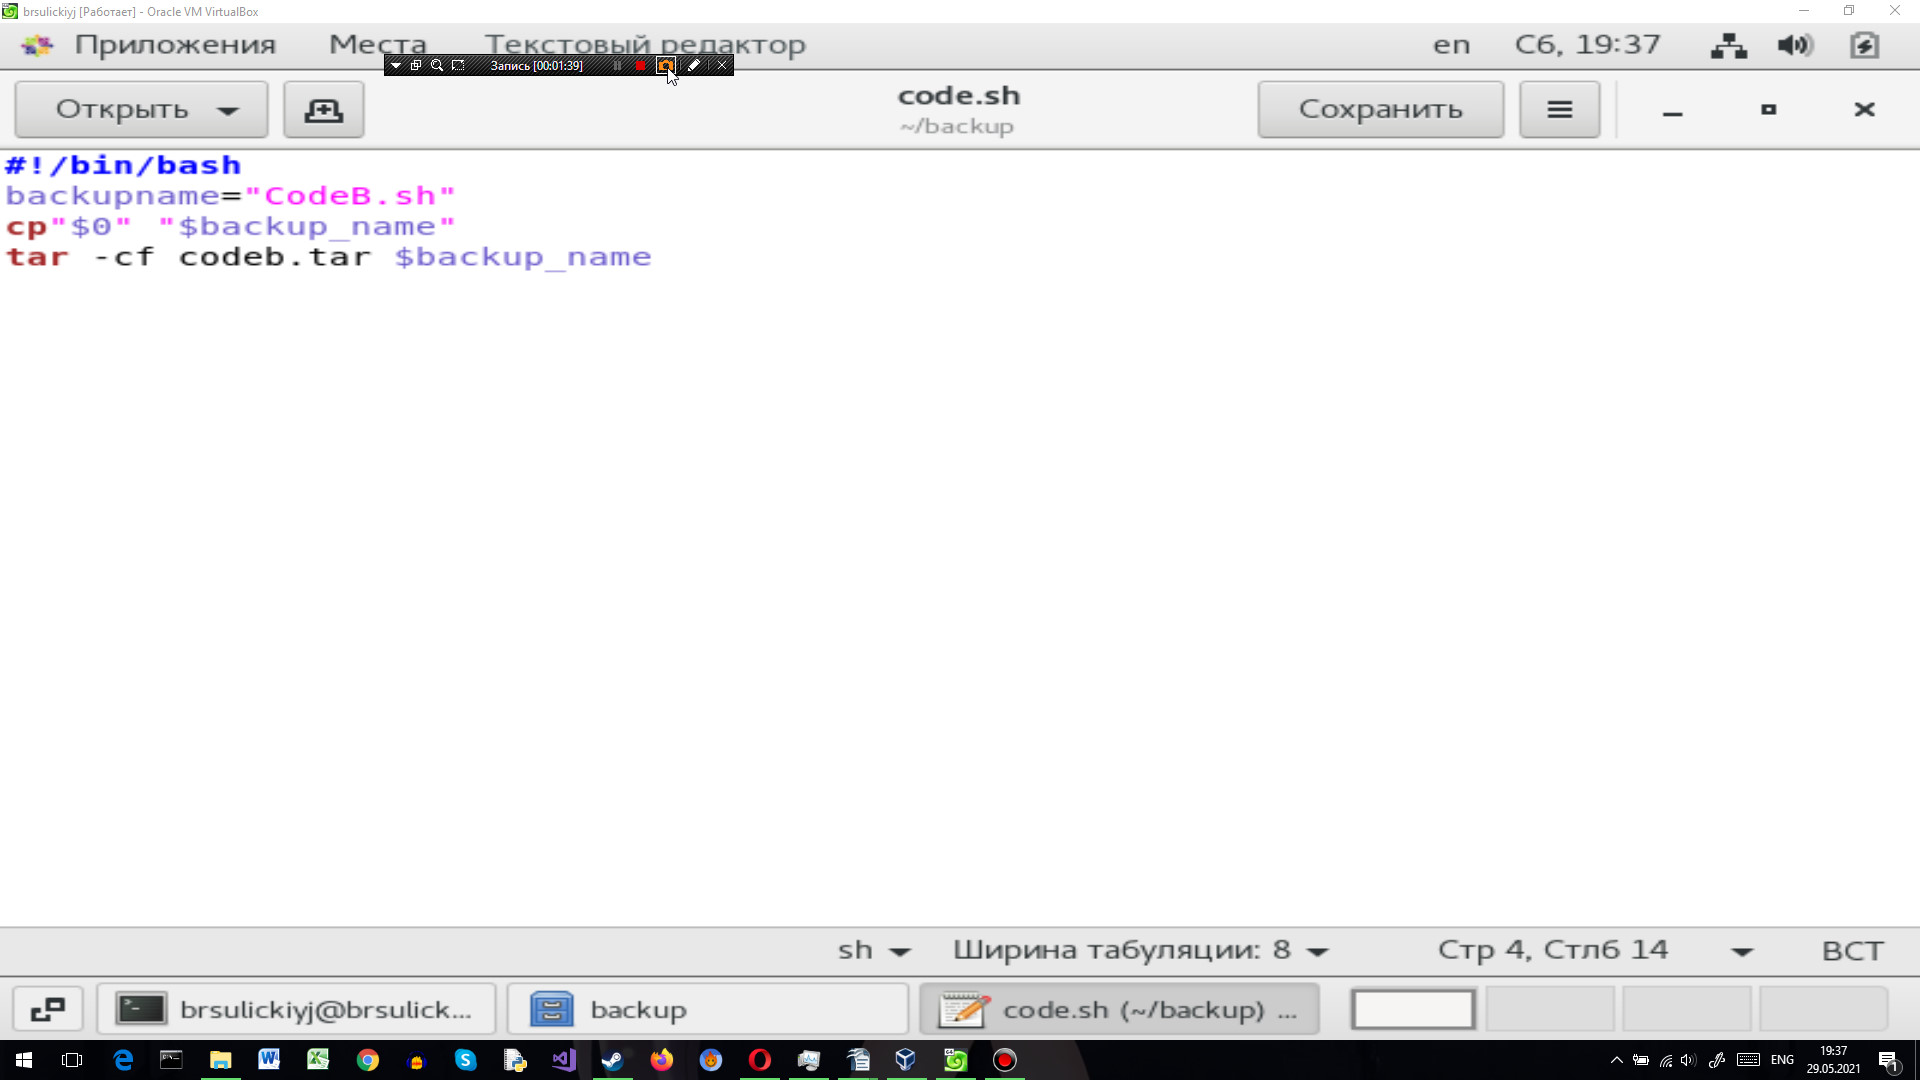 brsulickiyj [Работает] - Oracle VM VirtualBox
Приложения Места Текстовый редактор en Сб, 19:37
Запись [00:01:39]
Открыть code.sh Сохранить
~/backup
#!/bin/bash
backupname="CodeB.sh"
cp"$0" "$backup_name"
tar -cf codeb.tar $backup_name
sh Ширина табуляции: 8 Стр 4, Стлб 14 ВСТ
brsulickiyj@brsulick... backup code.sh (~/backup) ...
ENG 19:37
29.05.2021
1